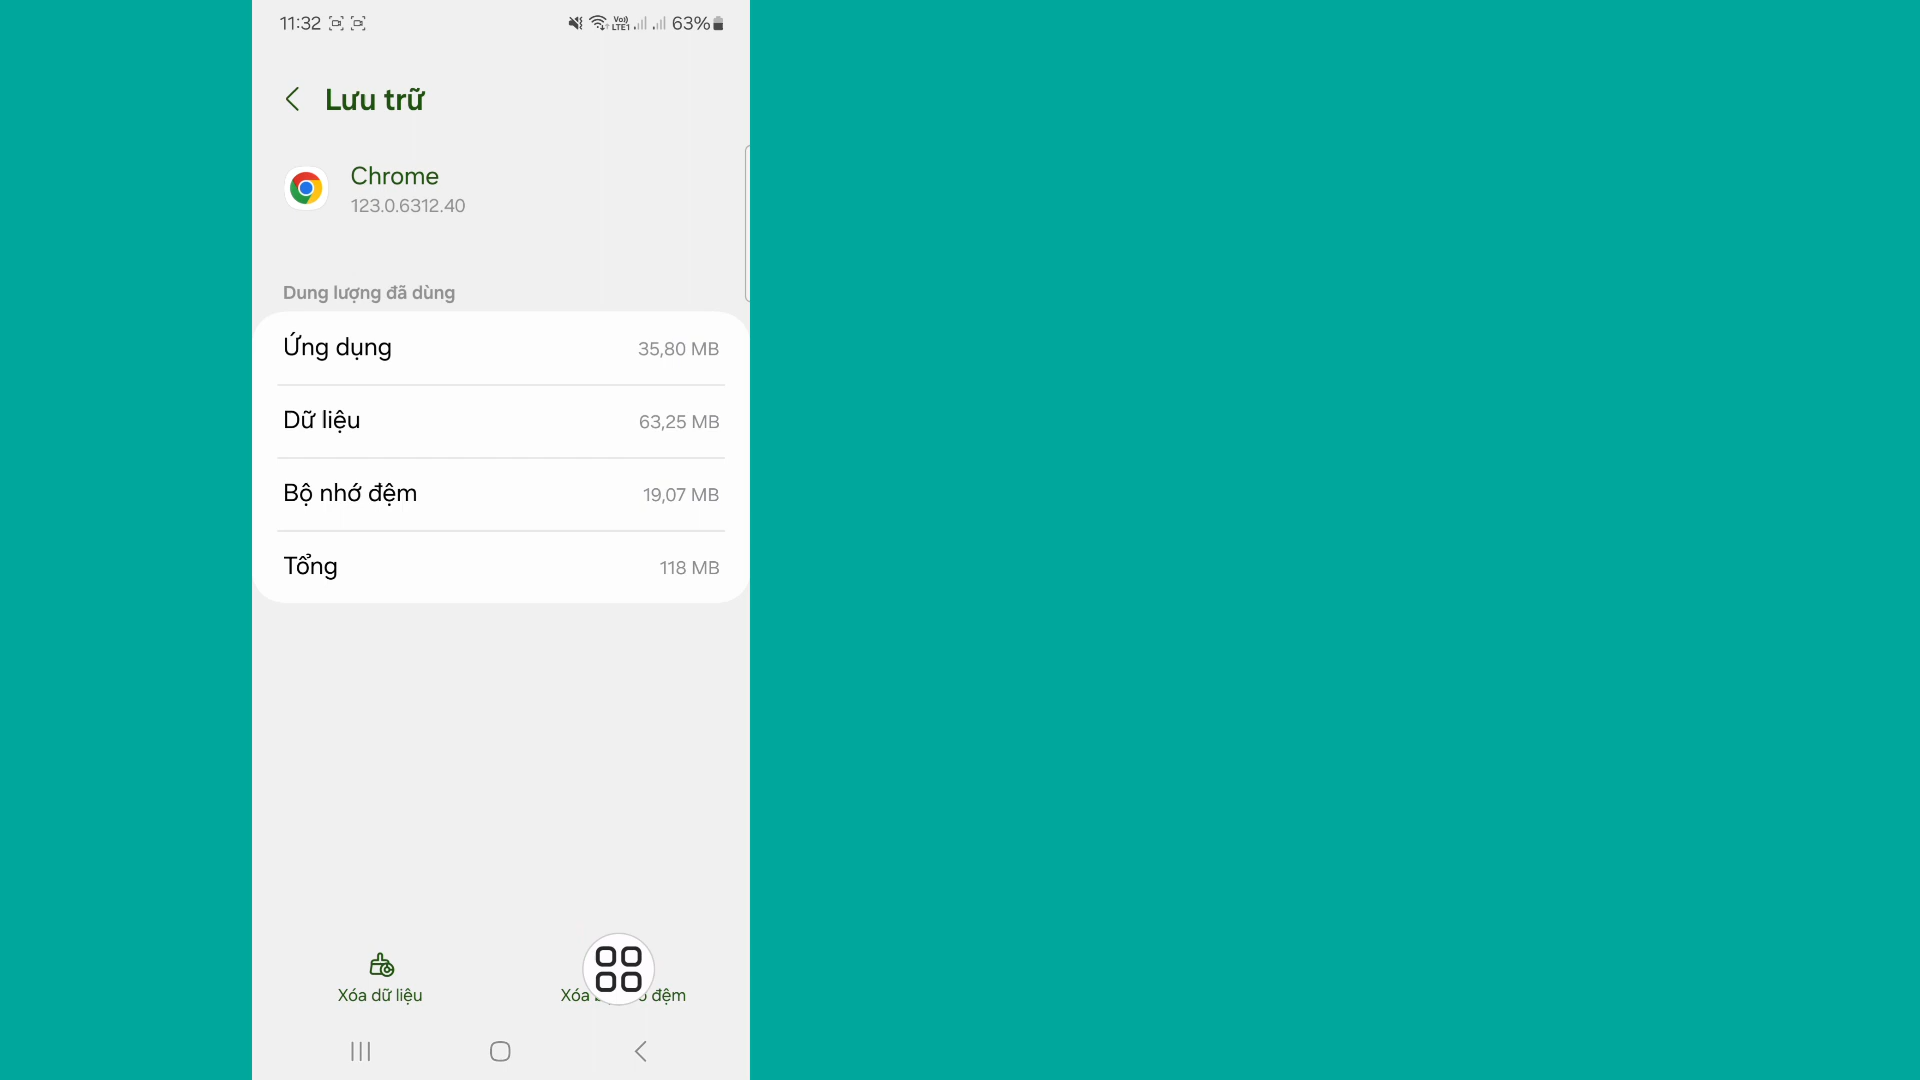 11:32 Vo)) LTE1 63%
Lưu trữ
Chrome
123.0.6312.40
Dung lượng đã dùng
Ứng dụng 35,80 MB
Dữ liệu 63,25 MB
Bộ nhớ đệm 19,07 MB
Tổng 118 MB
Xóa dữ liệu Xóa đệm